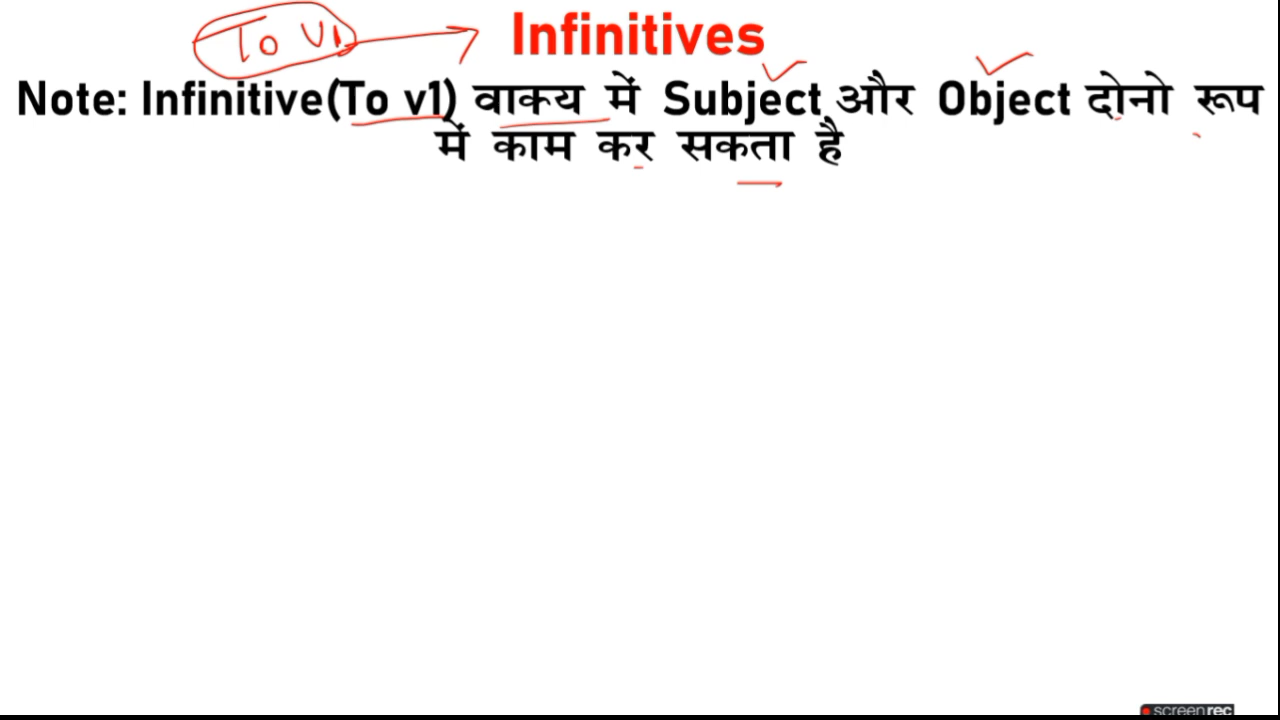 To V1
Infinitives
Note: Infinitive(To v1) वाक्य में Subject और Object दोनो रूप
में काम कर सकता है
screenrec